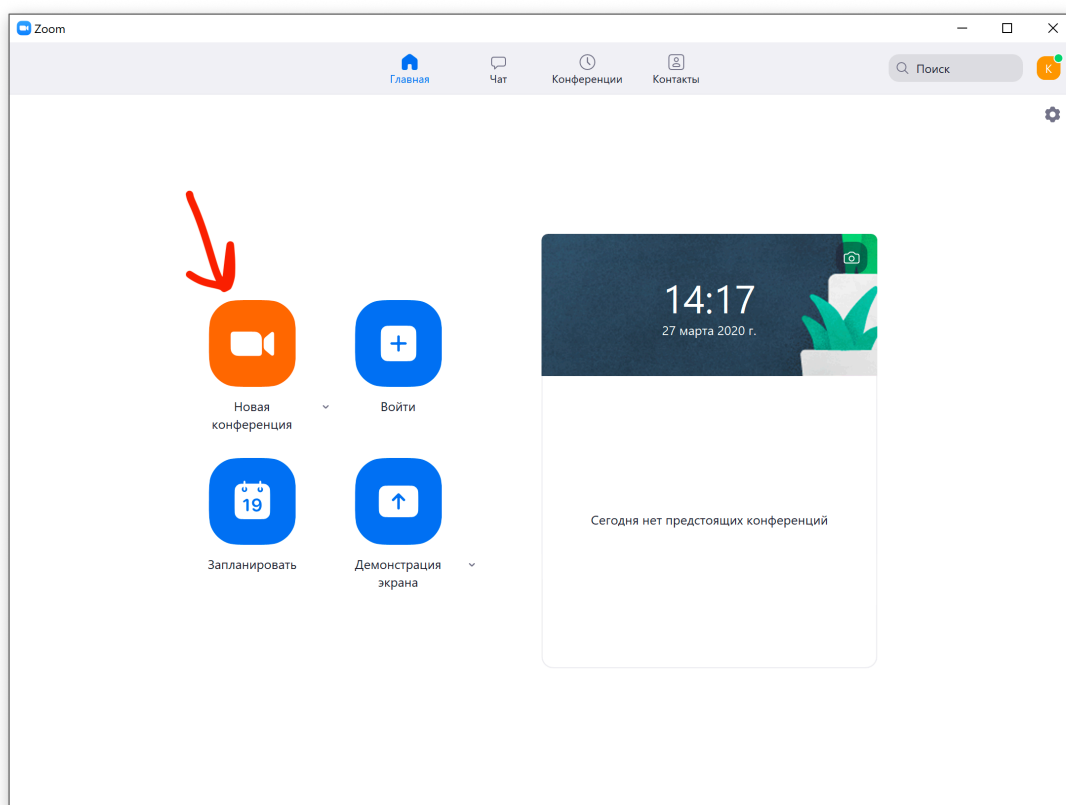 Zoom
Главная
Чат
Конференции
Контакты
Поиск
К
14:17
27 марта 2020 г.
Новая
конференция
Войти
19
Запланировать
Демонстрация
экрана
Сегодня нет предстоящих конференций